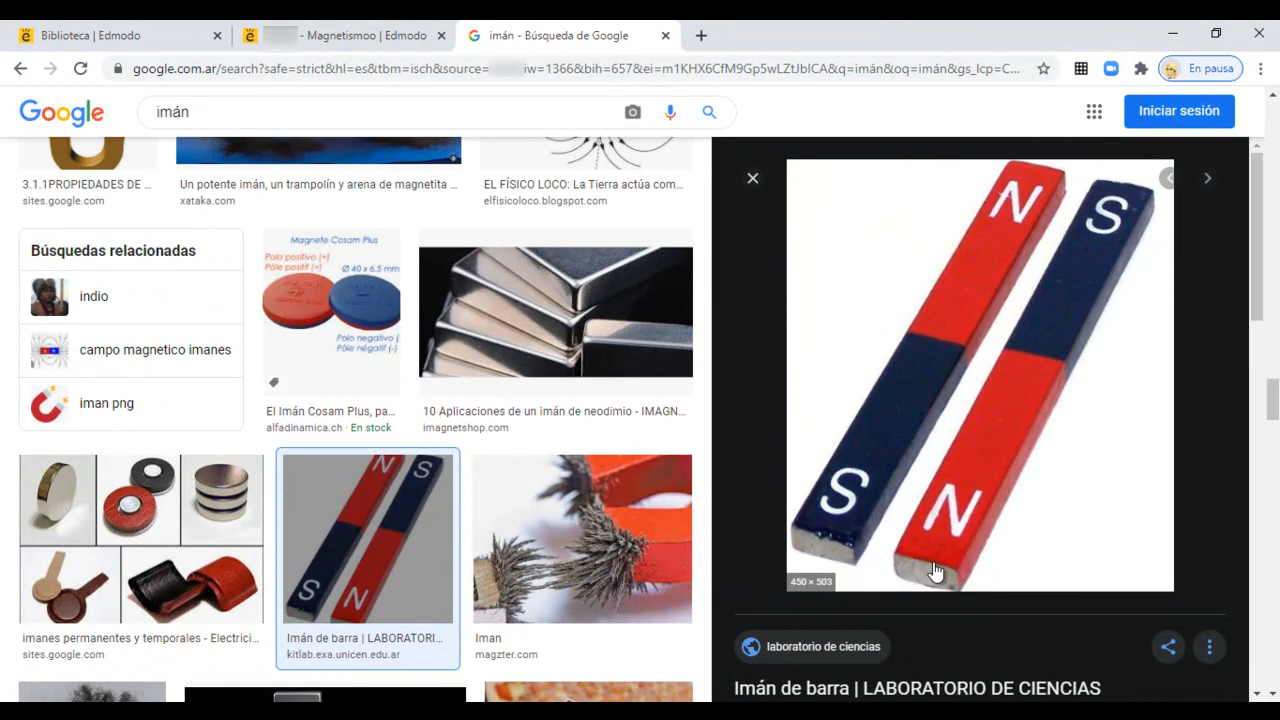 Biblioteca | Edmodo
- Magnetismoo | Edmodo
imán - Búsqueda de Google
google.com.ar/search?safe=strict&hl=es&tbm=isch&source=
iw=1366&bih=657&ei=m1KHX6CfM9Gp5wLZtJbICA&q=imán&oq=imán&gs_lcp=C...
En pausa
Google
imán
Iniciar sesión
3.1.1PROPIEDADES DE ...
sites.google.com
Un potente imán, un trampolín y arena de magnetita ...
xataka.com
EL FÍSICO LOCO: La Tierra actúa com...
elfisicoloco.blogspot.com
Búsquedas relacionadas
indio
campo magnetico imanes
iman png
Magnete Cosam Plus
Polo positivo (+)
Pôle positif (+)
Ø 40 x 6.5 mm
Polo negativo (-
Pôle négatif (-)
El Imán Cosam Plus, pa...
alfadinamica.ch · En stock
10 Aplicaciones de un imán de neodimio - IMAGN...
imagnetshop.com
imanes permanentes y temporales - Electrici...
sites.google.com
N
S
S
N
Imán de barra | LABORATORI...
kitlab.exa.unicen.edu.ar
Iman
magzter.com
N
S
S
N
450 × 503
laboratorio de ciencias
Imán de barra | LABORATORIO DE CIENCIAS